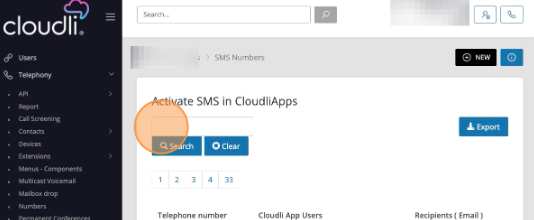 cloudli
Search...
Users
> SMS Numbers
NEW
Telephony
API
Report
Call Screening
Contacts
Devices
Extensions
Menus - Components
Multicast Voicemail
Mailbox drop
Numbers
Permanent Conferences
Activate SMS in CloudliApps
Export
Search
Clear
1 2 3 4 33
Telephone number Cloudli App Users Recipients ( Email )